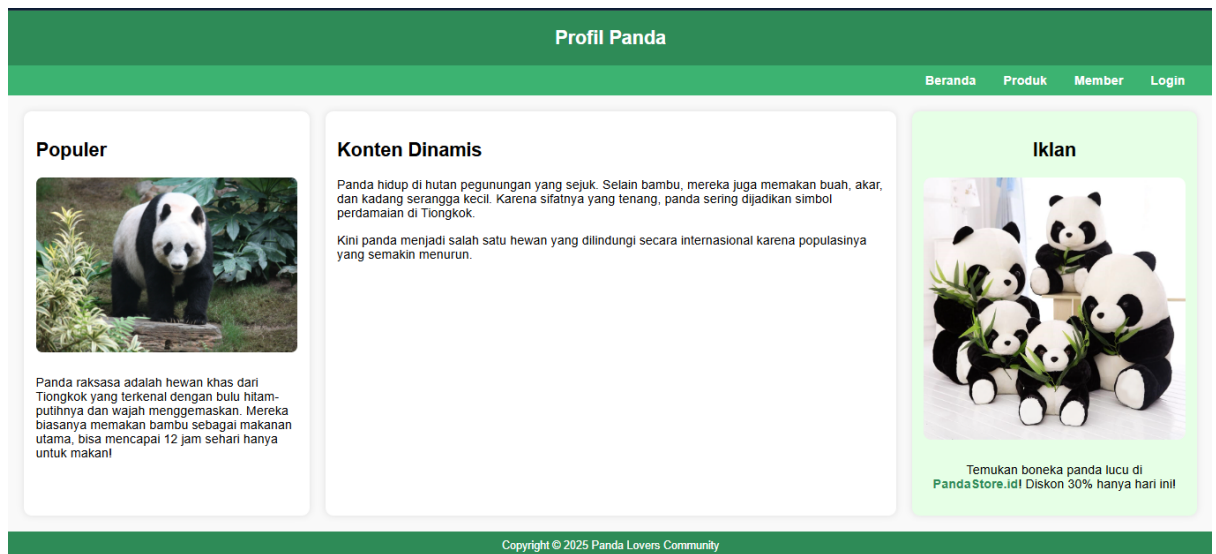 Profil Panda
Beranda Produk Member Login
Populer
Panda raksasa adalah hewan khas dari
Tiongkok yang terkenal dengan bulu hitam-
putihnya dan wajah menggemaskan. Mereka
biasanya memakan bambu sebagai makanan
utama, bisa mencapai 12 jam sehari hanya
untuk makan!
Konten Dinamis
Panda hidup di hutan pegunungan yang sejuk. Selain bambu, mereka juga memakan buah, akar,
dan kadang serangga kecil. Karena sifatnya yang tenang, panda sering dijadikan simbol
perdamaian di Tiongkok.
Kini panda menjadi salah satu hewan yang dilindungi secara internasional karena populasinya
yang semakin menurun.
Iklan
Temukan boneka panda lucu di
PandaStore.id! Diskon 30% hanya hari ini!
Copyright © 2025 Panda Lovers Community